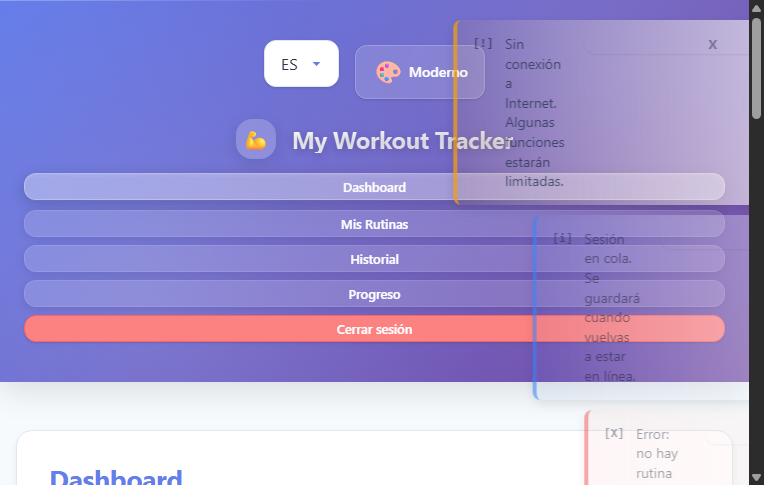 ES
Moderno
My Workout Tracker
Dashboard
Mis Rutinas
Historial
Progreso
Cerrar sesión
Dashboard
[!] Sin
conexión
a
Internet.
Algunas
funciones
estarán
limitadas.
X
[i] Sesión
en cola.
Se
guardará
cuando
vuelvas
a estar
en línea.
[X] Error:
no hay
rutina